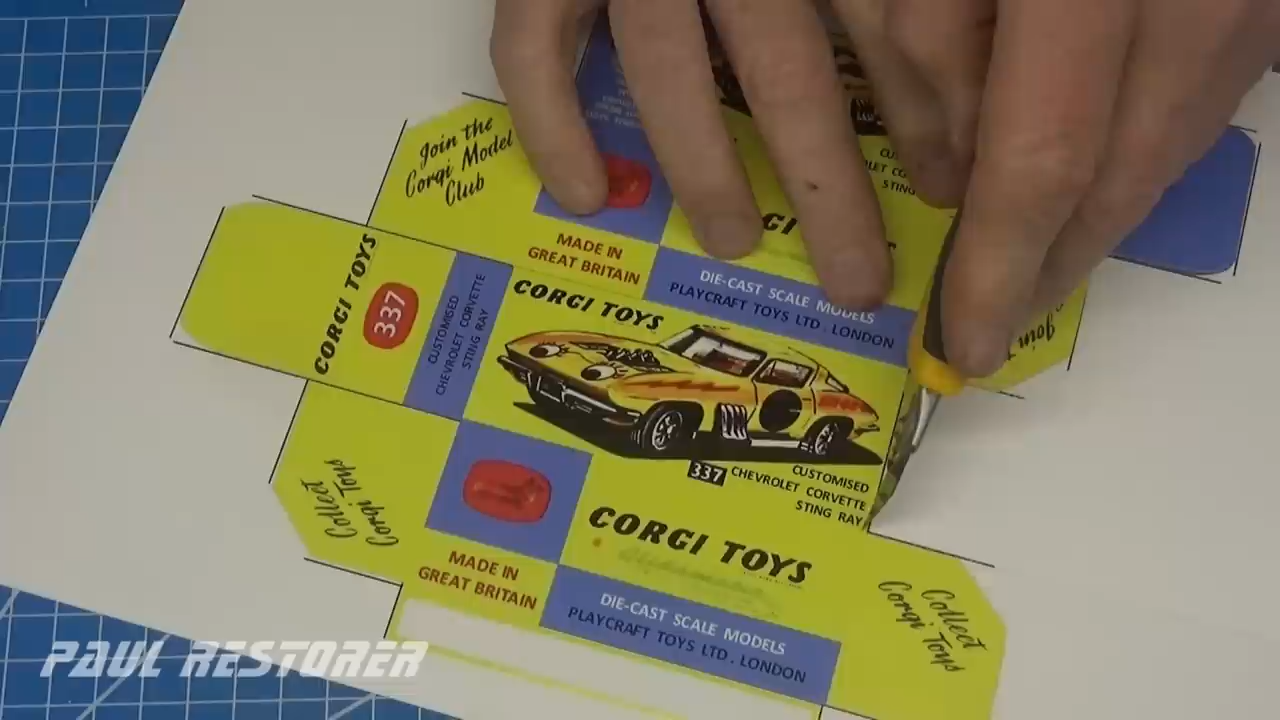 Join the
Corgi Model
Club
MADE IN
GREAT BRITAIN
DIE-CAST SCALE MODELS
PLAYCRAFT TOYS LTD. LONDON
CORGI TOYS
337
CUSTOMISED
CHEVROLET CORVETTE
STING RAY
CORGI TOYS
337 CUSTOMISED
CHEVROLET CORVETTE
STING RAY
Collect
Corgi Toys
CORGI TOYS
MADE IN
GREAT BRITAIN
DIE-CAST SCALE MODELS
PLAYCRAFT TOYS LTD. LONDON
Collect
Corgi Toys
Join
PAUL RESTORER